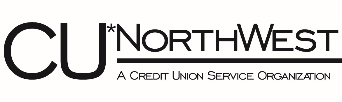 CU*NORTHWEST
A CREDIT UNION SERVICE ORGANIZATION